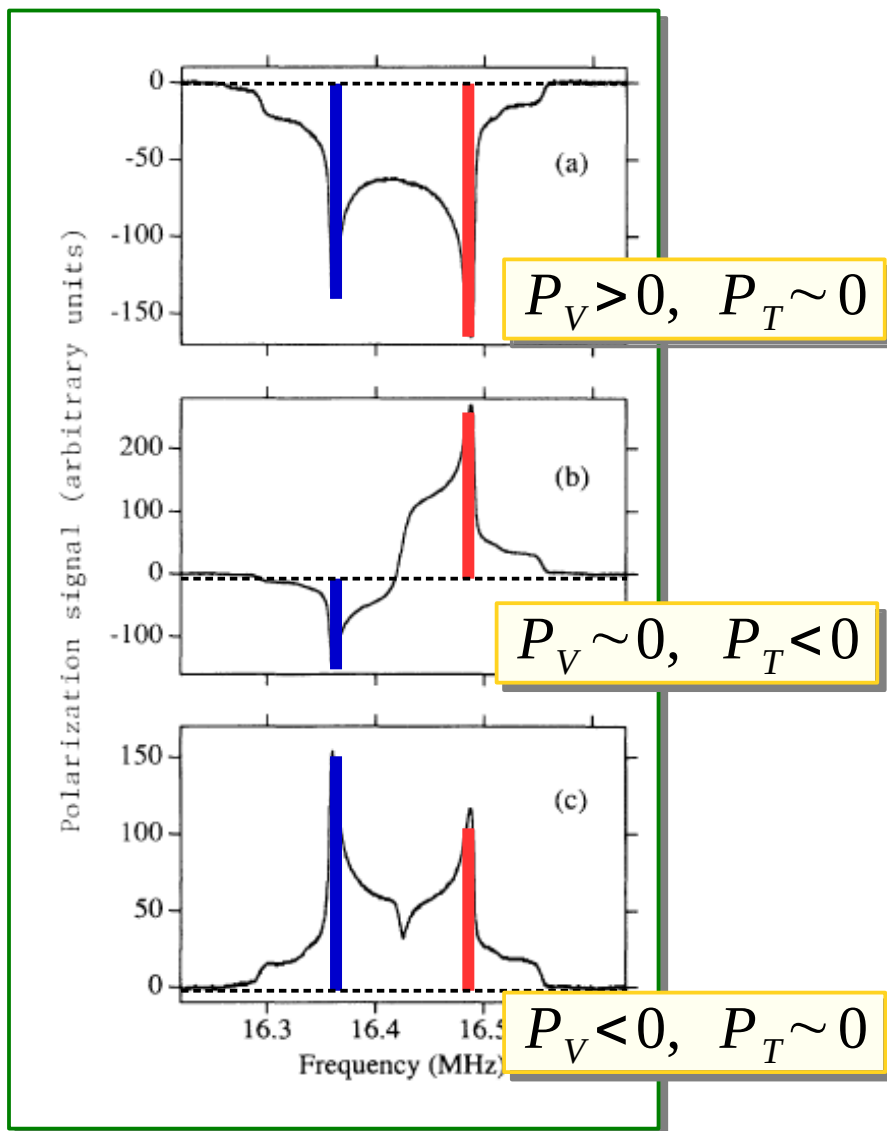 Polarization signal (arbitrary units)
0
-50
-100
-150
(a)
P_V > 0, P_T ~ 0
200
100
0
-100
(b)
P_V ~ 0, P_T < 0
150
100
50
0
(c)
16.3 16.4 16.5
Frequency (MHz)
P_V < 0, P_T ~ 0